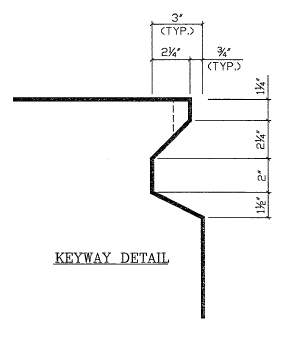 3"
(TYP.)
2¼"
¾"
(TYP.)
1¼"
2¼"
2"
1½"
KEYWAY DETAIL